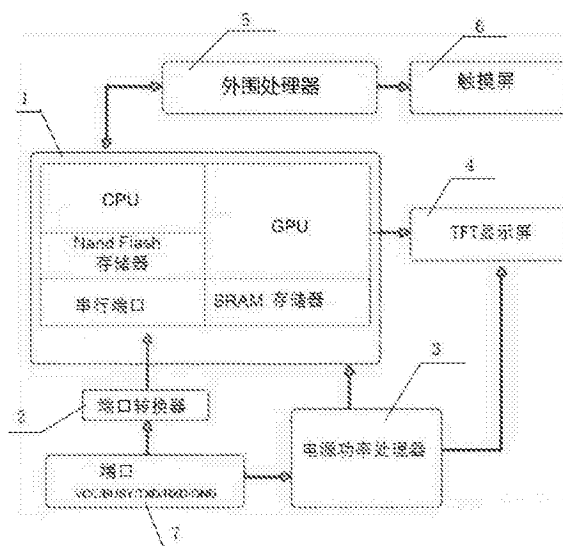 5
6
外围处理器
触摸屏
1
CPU
GPU
4
Nand Flash
存储器
TFT显示屏
串行端口
SRAM 存储器
3
2
端口转换器
电源功率处理器
端口
7